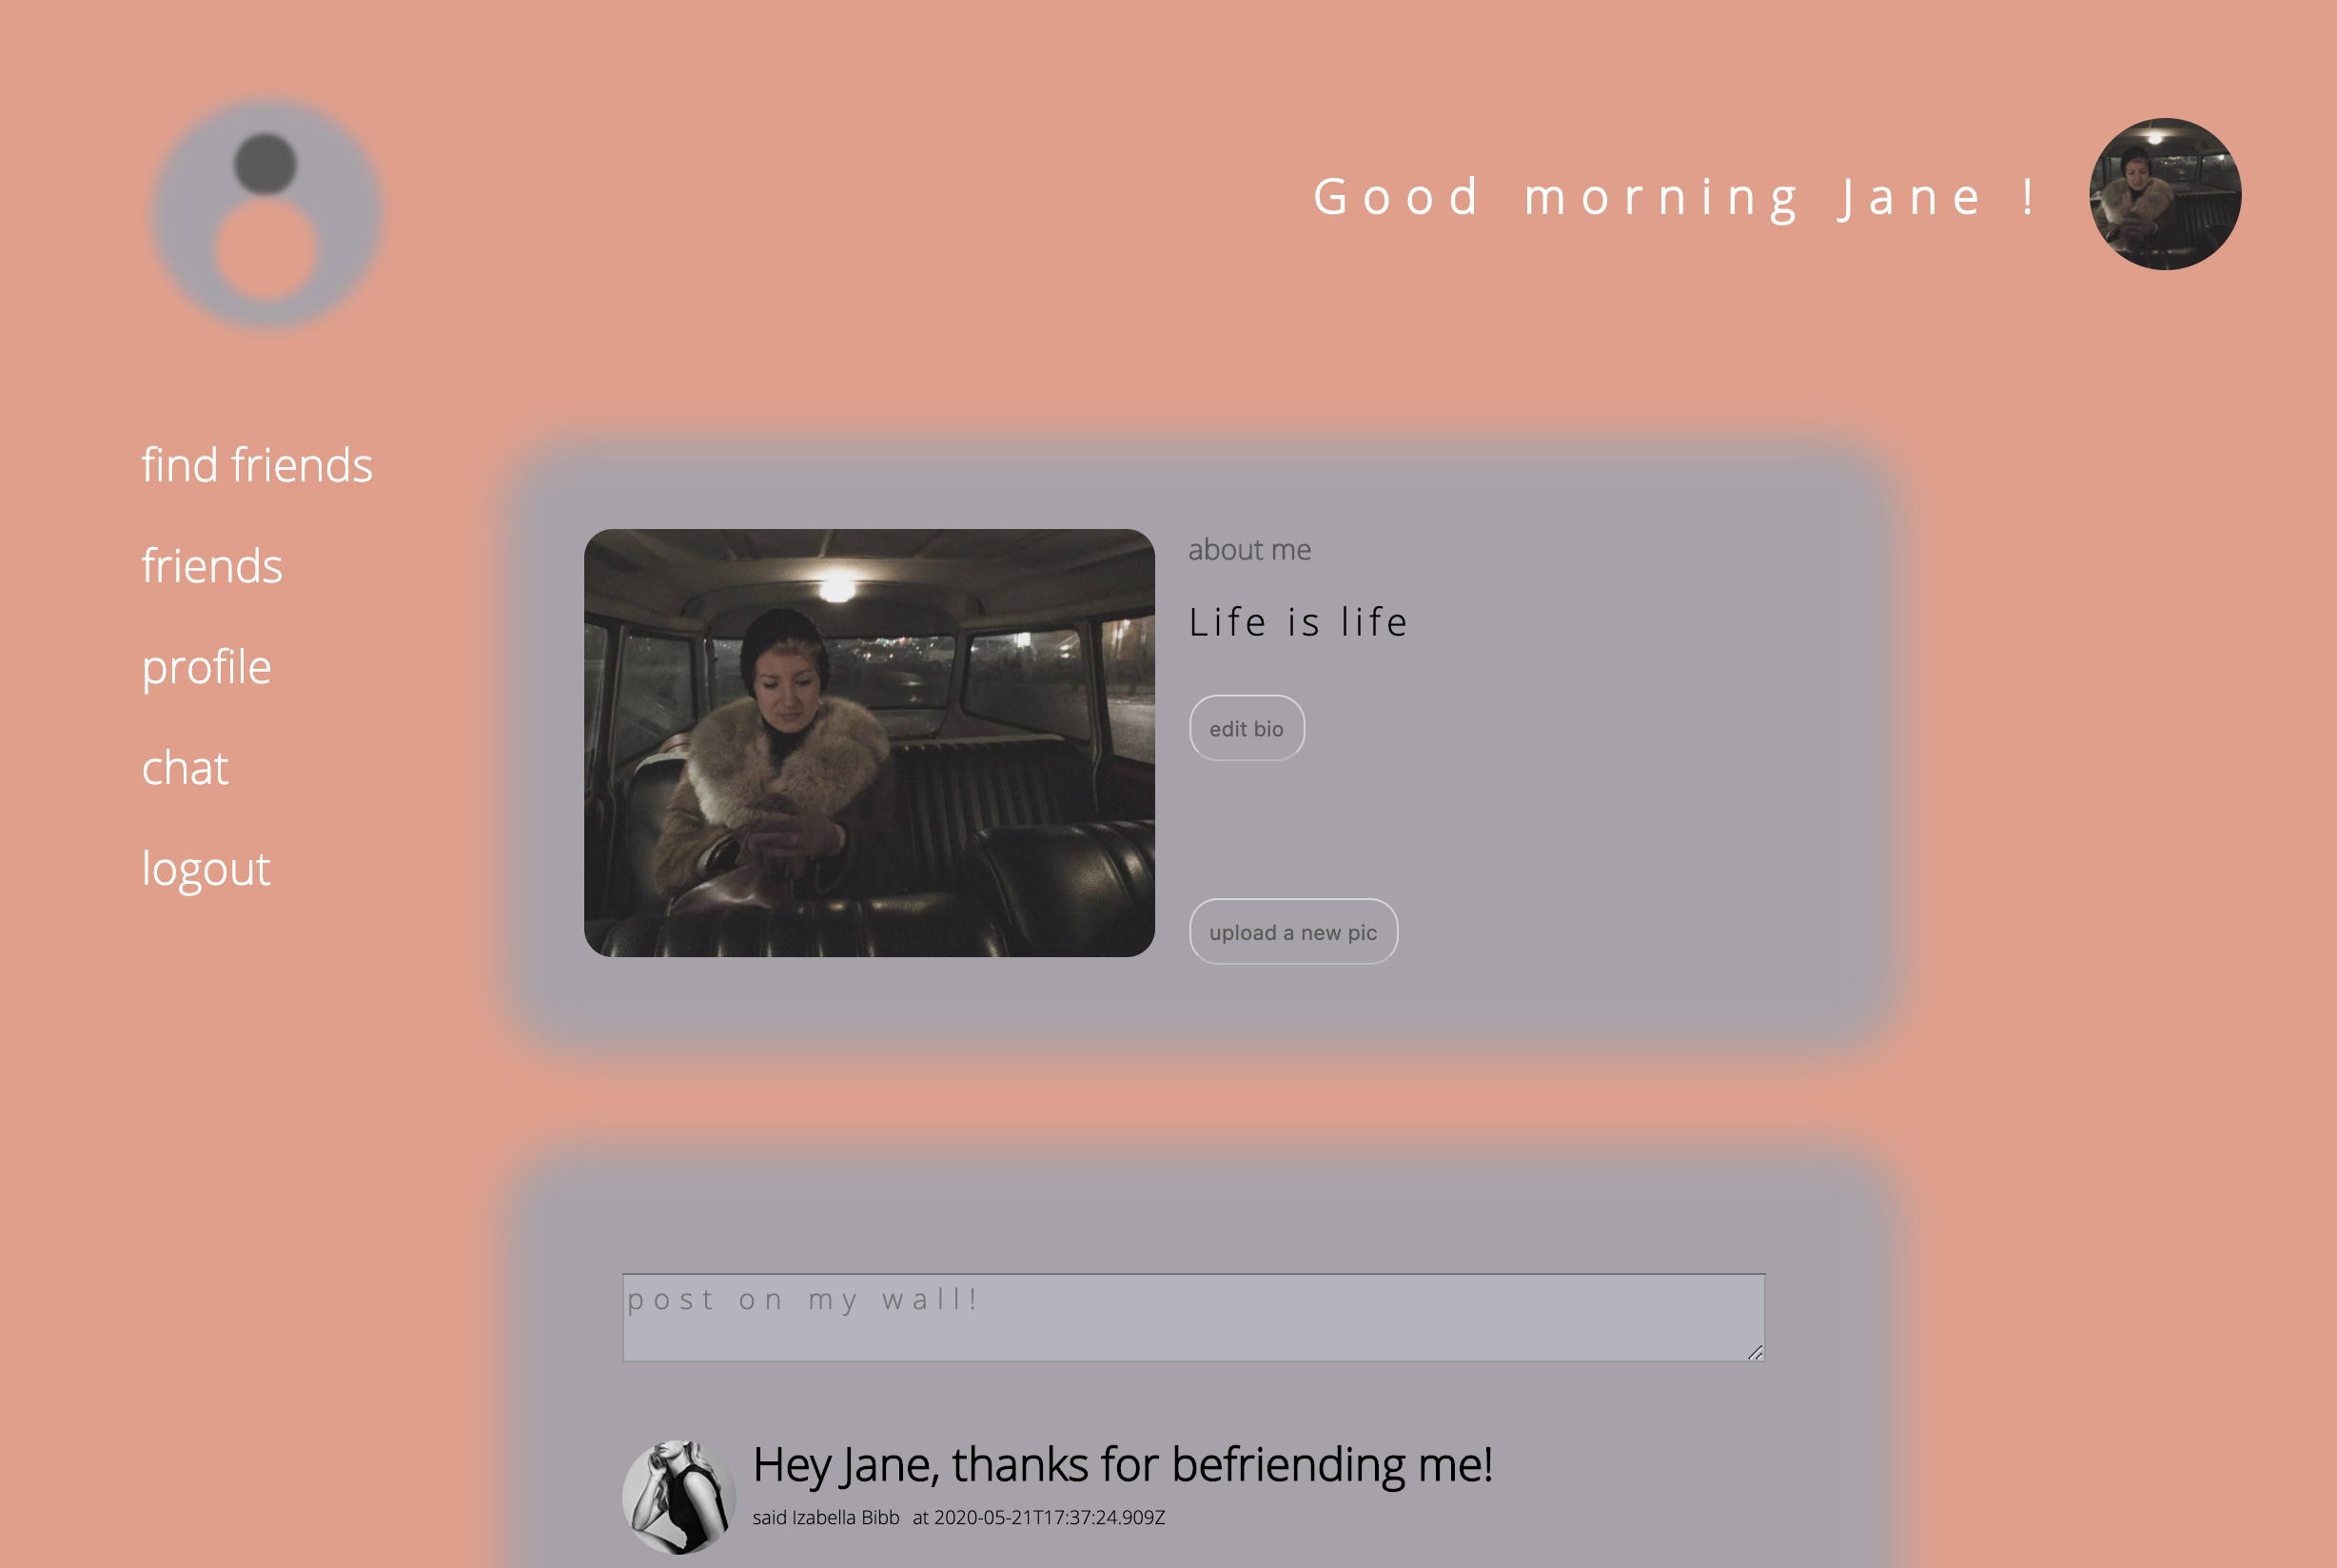 Good morning Jane !
find friends
friends
profile
chat
logout
about me
Life is life
edit bio
upload a new pic
post on my wall!
Hey Jane, thanks for befriending me!
said Izabella Bibb at 2020-05-21T17:37:24.909Z